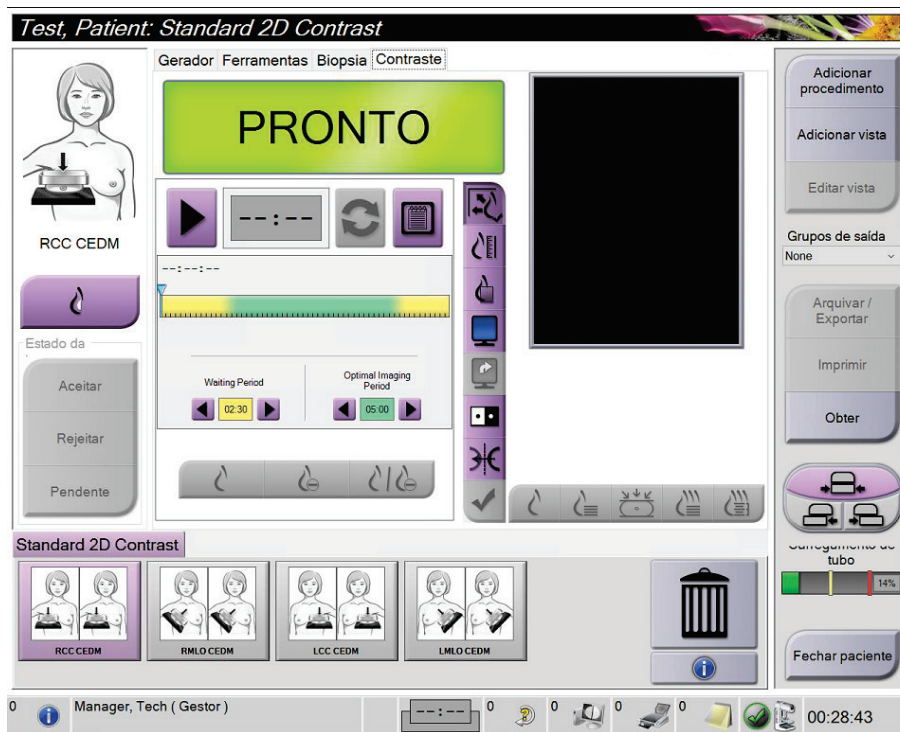 Test, Patient: Standard 2D Contrast
Gerador Ferramentas Biopsia Contraste
Adicionar
procedimento
PRONTO
Adicionar vista
Editar vista
--:--
RCC CEDM
Grupos de saída
None
--:--:--
Arquivar /
Exportar
Estado da
Imprimir
Aceitar
Waiting Period
Optimal Imaging
Period
02:30
05:00
Obter
Rejeitar
Pendente
Standard 2D Contrast
tubo
14%
RCC CEDM
RMLO CEDM
LCC CEDM
LMLO CEDM
Fechar paciente
0
Manager, Tech ( Gestor )
--:--
0
0
0
0
00:28:43